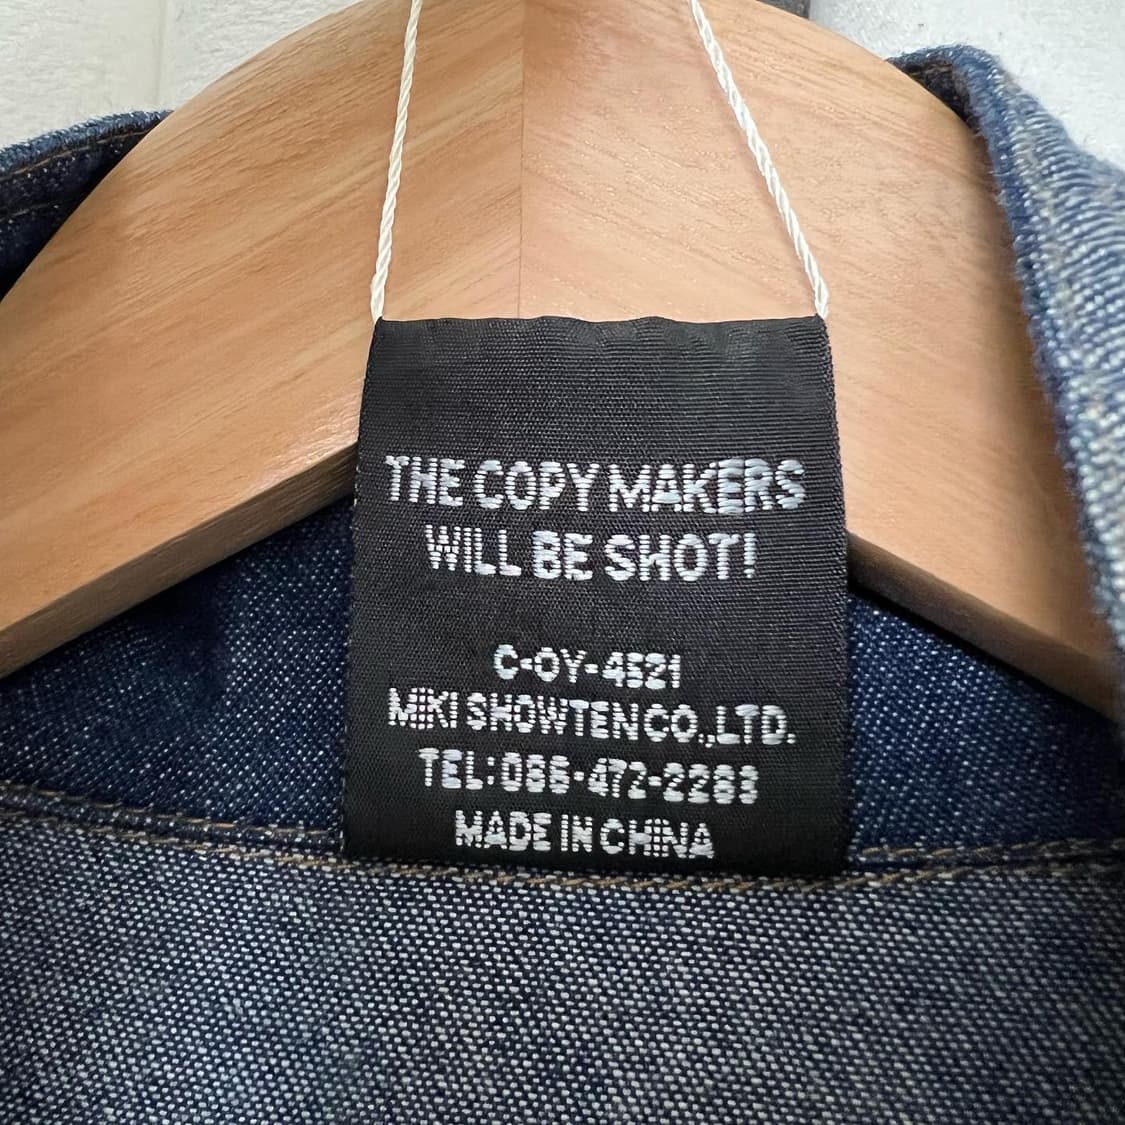 THE COPY MAKERS
WILL BE SHOT!
C-OY-4521
MIKI SHOWTEN CO.,LTD.
TEL:086-472-2288
MADE IN CHINA